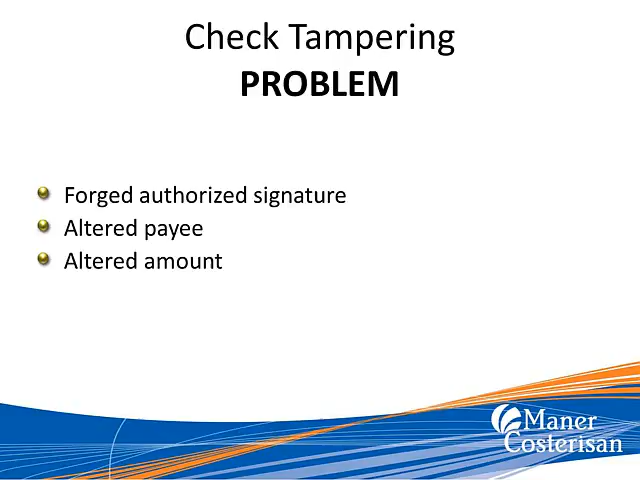 Check Tampering
PROBLEM
Forged authorized signature
Altered payee
Altered amount
Maner
Costerisan